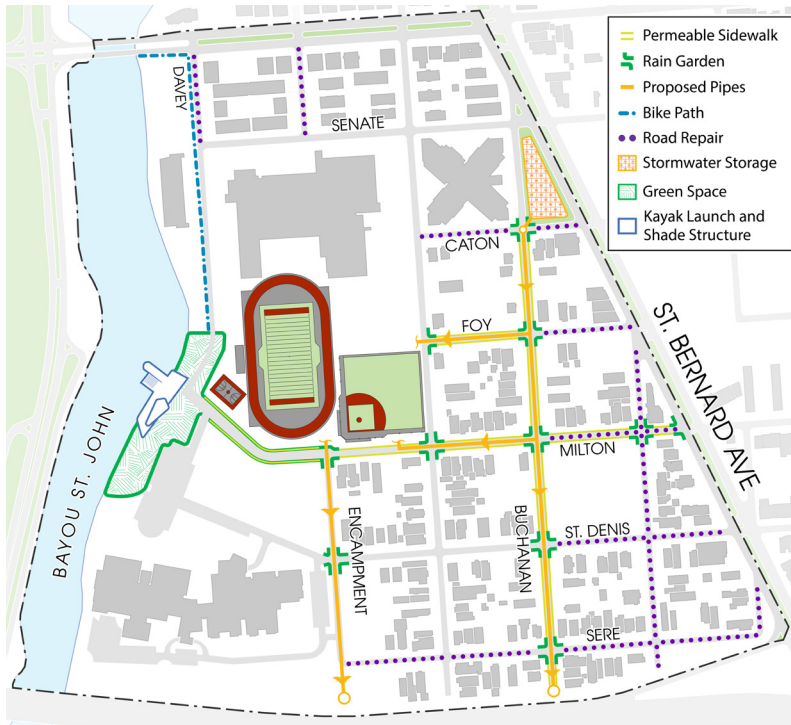 Permeable Sidewalk
Rain Garden
Proposed Pipes
Bike Path
Road Repair
Stormwater Storage
Green Space
Kayak Launch and
Shade Structure
DAVEY
SENATE
CATON
FOY
ST. BERNARD AVE
MILTON
BAYOU ST. JOHN
ENCAMPMENT
BUCHANAN
ST. DENIS
SERE